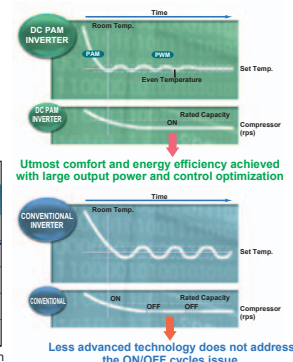 Time
DC PAM
INVERTER
Room Temp.
PAM
PWM
Even Temperature
Set Temp.
DC PAM
INVERTER
Rated Capacity
ON
Compressor
(rps)
Utmost comfort and energy efficiency achieved
with large output power and control optimization
Time
CONVENTIONAL
INVERTER
Room Temp.
Set Temp.
CONVENTIONAL
ON
OFF
Rated Capacity
OFF
Compressor
(rps)
Less advanced technology does not address
the ON/OFF cycles issue